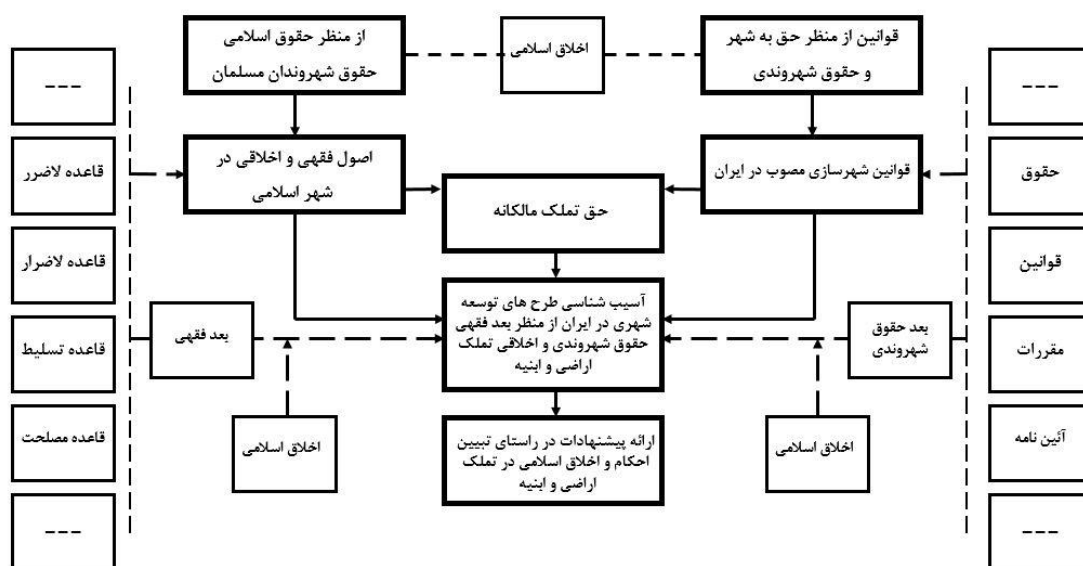 قوانین از منظر حق به شهر
و حقوق شهروندی
اخلاق اسلامی
از منظر حقوق اسلامی
حقوق شهروندان مسلمان
---
حقوق
قوانین
مقررات
آئین نامه
---
قوانین شهرسازی مصوب در ایران
اصول فقهی و اخلاقی در
شهر اسلامی
حق تملک مالکانه
آسیب شناسی طرح های توسعه
شهری در ایران از منظر بعد فقهی
حقوق شهروندی و اخلاقی تملک
اراضی و ابنیه
بعد حقوق
شهروندی
بعد فقهی
اخلاق اسلامی
اخلاق اسلامی
ارائه پیشنهادات در راستای تبیین
احکام و اخلاق اسلامی در تملک
اراضی و ابنیه
---
قاعده لاضرر
قاعده لاضرار
قاعده تسلیط
قاعده مصلحت
---